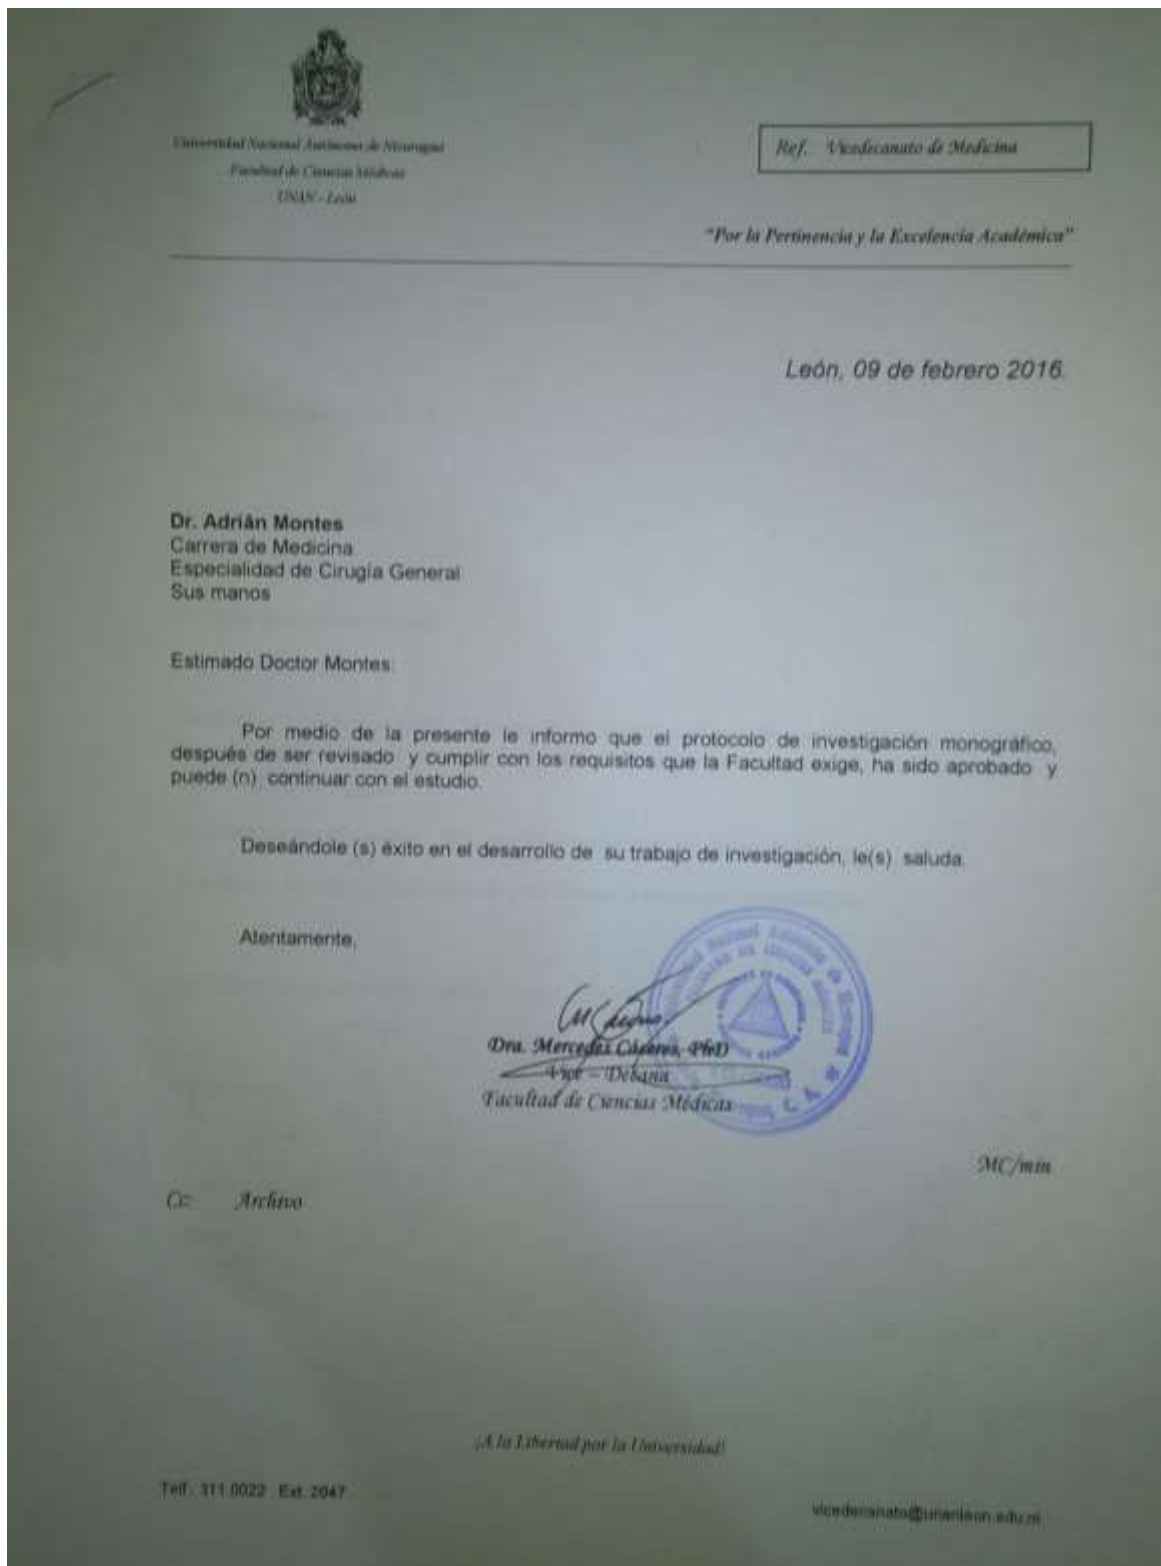 Universidad Nacional Autónoma de Nicaragua
Facultad de Ciencias Médicas
UNAN - León
Ref. Vicedecanato de Medicina
"Por la Pertinencia y la Excelencia Académica"
León, 09 de febrero 2016.
Dr. Adrián Montes
Carrera de Medicina
Especialidad de Cirugía General
Sus manos
Estimado Doctor Montes:
Por medio de la presente le informo que el protocolo de investigación monográfico,
después de ser revisado y cumplir con los requisitos que la Facultad exige, ha sido aprobado y
puede (n) continuar con el estudio.
Deseándole (s) éxito en el desarrollo de su trabajo de investigación, le(s) saluda.
Atentamente,
Dra. Mercedes Cáceres, PhD
Vice – Decana
Facultad de Ciencias Médicas
MC/min
Cc: Archivo
¡A la Libertad por la Universidad!
Telf.: 311 0022 Ext. 2047
vicedecanato@unanleon.edu.ni